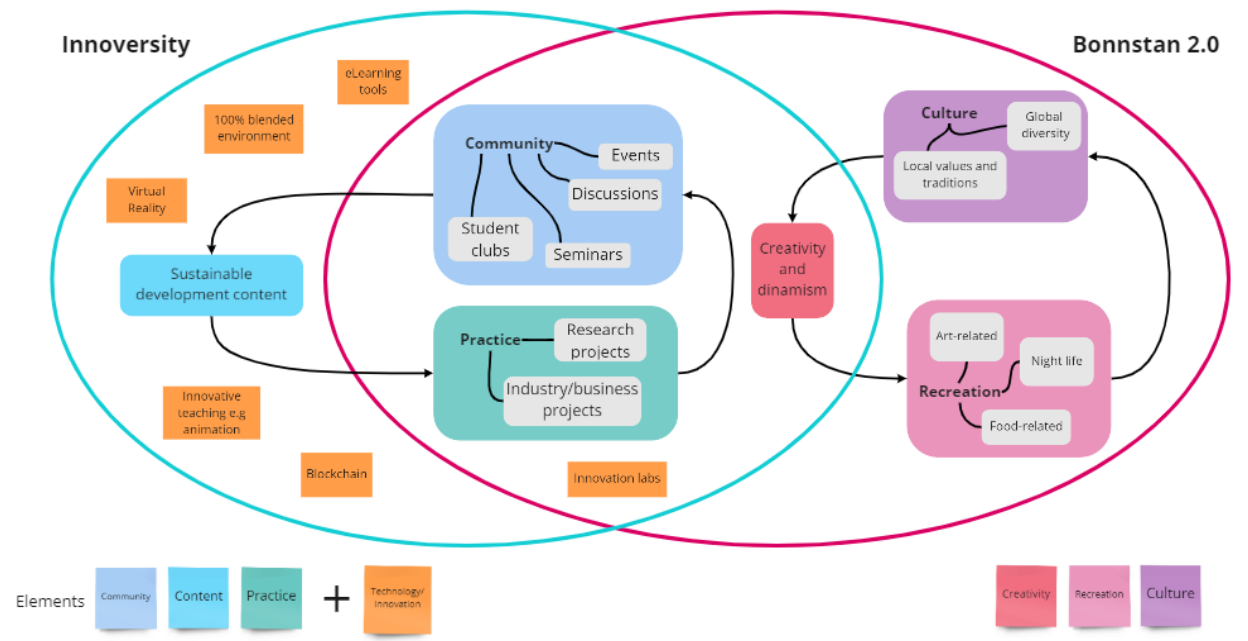 Innoversity
Bonnstan 2.0
eLearning
tools
100% blended
environment
Virtual
Reality
Sustainable
development content
Innovative
teaching e.g
animation
Blockchain
Innovation labs
Community
Events
Discussions
Student
clubs
Seminars
Practice
Research
projects
Industry/business
projects
Creativity
and
dinamism
Culture
Global
diversity
Local values and
traditions
Art-related
Night life
Recreation
Food-related
Elements
Community
Content
Practice
+
Technology/
Innovation
Creativity
Recreation
Culture